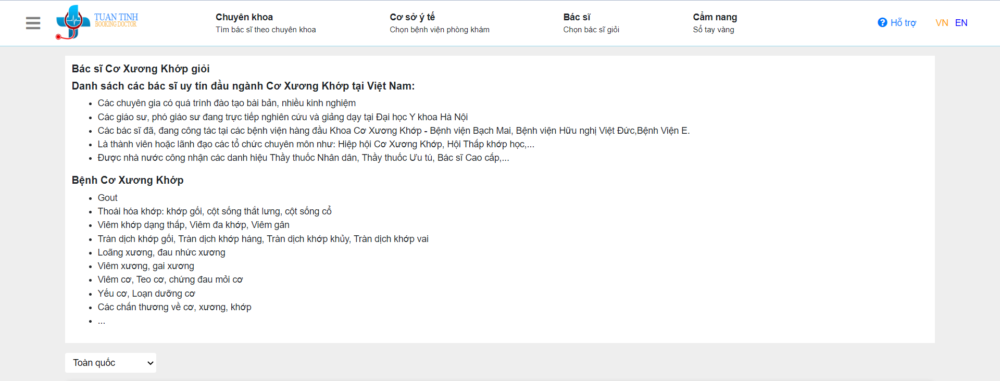 TUAN TINH
BOOKING DOCTOR
Chuyên khoa
Tìm bác sĩ theo chuyên khoa
Cơ sở ý tế
Chọn bệnh viện phòng khám
Bác sĩ
Chọn bác sĩ giỏi
Cẩm nang
Sổ tay vàng
Hỗ trợ
VN EN
Bác sĩ Cơ Xương Khớp giỏi
Danh sách các bác sĩ uy tín đầu ngành Cơ Xương Khớp tại Việt Nam:
Các chuyên gia có quá trình đào tạo bài bản, nhiều kinh nghiệm
Các giáo sư, phó giáo sư đang trực tiếp nghiên cứu và giảng dạy tại Đại học Y khoa Hà Nội
Các bác sĩ đã, đang công tác tại các bệnh viện hàng đầu Khoa Cơ Xương Khớp - Bệnh viện Bạch Mai, Bệnh viện Hữu nghị Việt Đức,Bệnh Viện E.
Là thành viên hoặc lãnh đạo các tổ chức chuyên môn như: Hiệp hội Cơ Xương Khớp, Hội Thấp khớp học,...
Được nhà nước công nhận các danh hiệu Thầy thuốc Nhân dân, Thầy thuốc Ưu tú, Bác sĩ Cao cấp,...
Bệnh Cơ Xương Khớp
Gout
Thoái hóa khớp: khớp gối, cột sống thắt lưng, cột sống cổ
Viêm khớp dạng thấp, Viêm đa khớp, Viêm gân
Tràn dịch khớp gối, Tràn dịch khớp háng, Tràn dịch khớp khủy, Tràn dịch khớp vai
Loãng xương, đau nhức xương
Viêm xương, gai xương
Viêm cơ, Teo cơ, chứng đau mỏi cơ
Yếu cơ, Loạn dưỡng cơ
Các chấn thương về cơ, xương, khớp
...
Toàn quốc